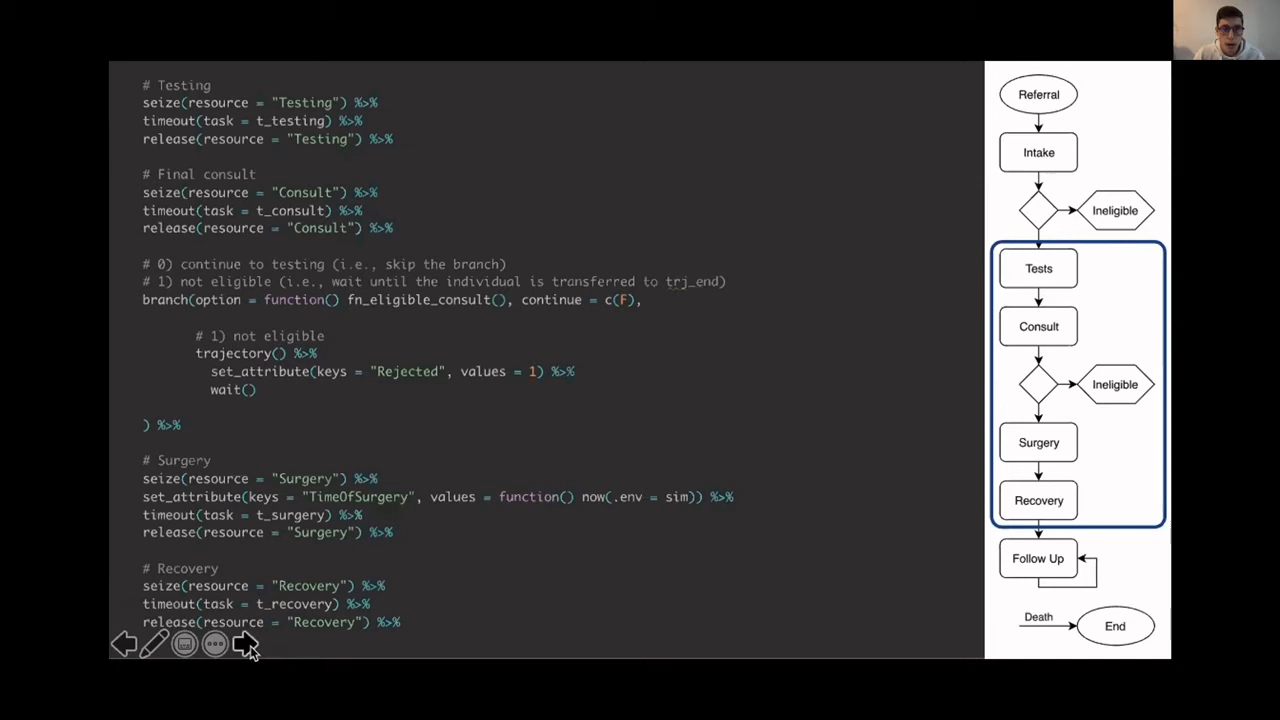 # Testing
seize(resource = "Testing") %>%
timeout(task = t_testing) %>%
release(resource = "Testing") %>%
# Final consult
seize(resource = "Consult") %>%
timeout(task = t_consult) %>%
release(resource = "Consult") %>%
# 0) continue to testing (i.e., skip the branch)
# 1) not eligible (i.e., wait until the individual is transferred to trj_end)
branch(option = function() fn_eligible_consult(), continue = c(F),
# 1) not eligible
trajectory() %>%
set_attribute(keys = "Rejected", values = 1) %>%
wait()
) %>%
# Surgery
seize(resource = "Surgery") %>%
set_attribute(keys = "TimeOfSurgery", values = function() now(.env = sim)) %>%
timeout(task = t_surgery) %>%
release(resource = "Surgery") %>%
# Recovery
seize(resource = "Recovery") %>%
timeout(task = t_recovery) %>%
release(resource = "Recovery") %>%
Referral
Intake
Ineligible
Tests
Consult
Ineligible
Surgery
Recovery
Follow Up
Death
End